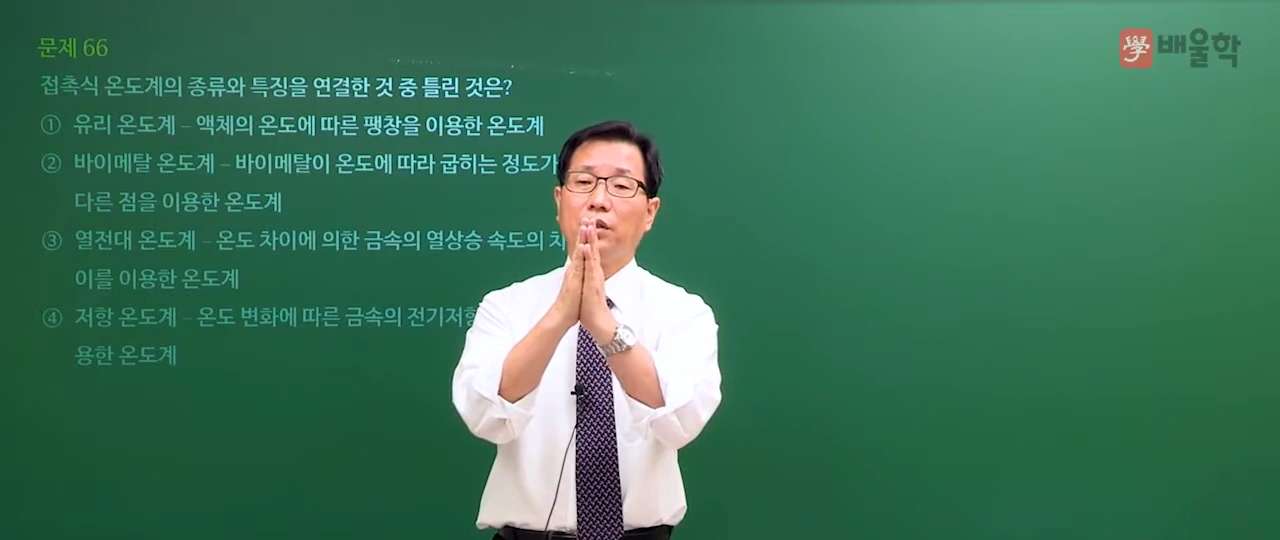 문제 66
學배울학
접촉식 온도계의 종류와 특징을 연결한 것 중 틀린 것은?
① 유리 온도계 – 액체의 온도에 따른 팽창을 이용한 온도계
② 바이메탈 온도계 – 바이메탈이 온도에 따라 굽히는 정도가
다른 점을 이용한 온도계
③ 열전대 온도계 – 온도 차이에 의한 금속의 열상승 속도의 차
이를 이용한 온도계
④ 저항 온도계 – 온도 변화에 따른 금속의 전기저항
용한 온도계